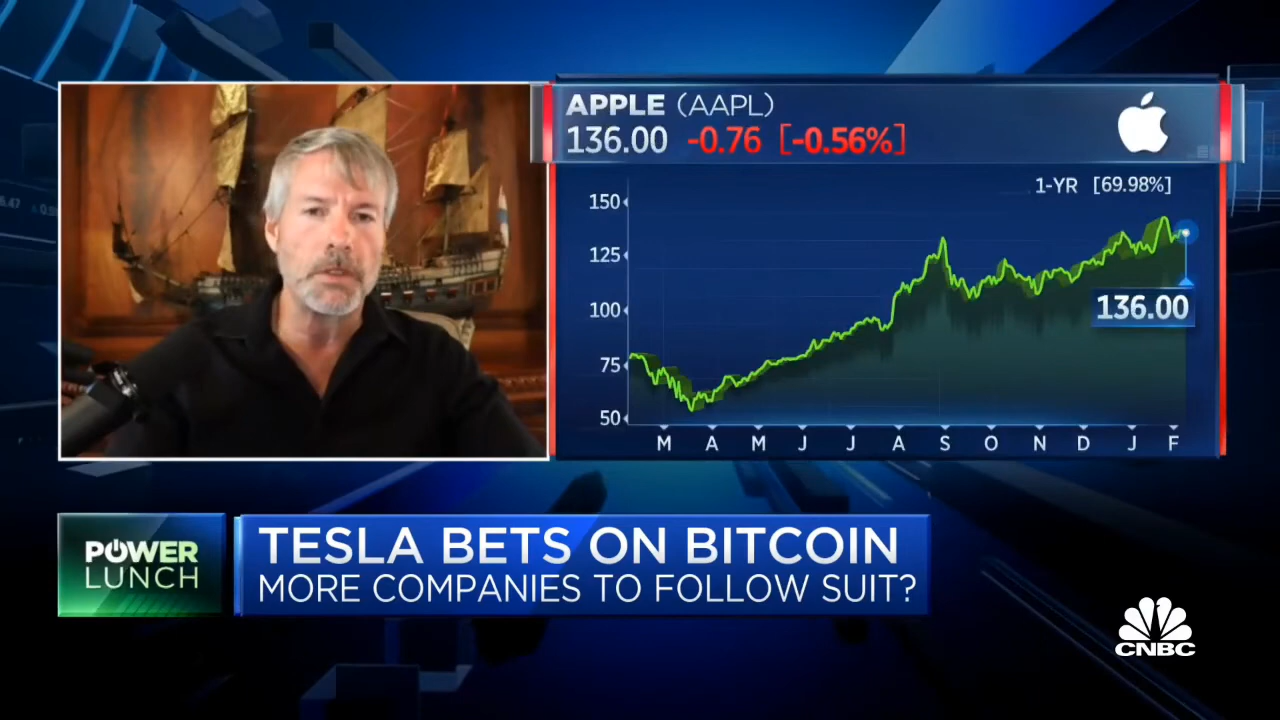 APPLE (AAPL)
136.00 -0.76 [-0.56%]
1-YR [69.98%]
150
125
100
75
50
136.00
M A M J J A S O N D J F
POWER
LUNCH
TESLA BETS ON BITCOIN
MORE COMPANIES TO FOLLOW SUIT?
CNBC